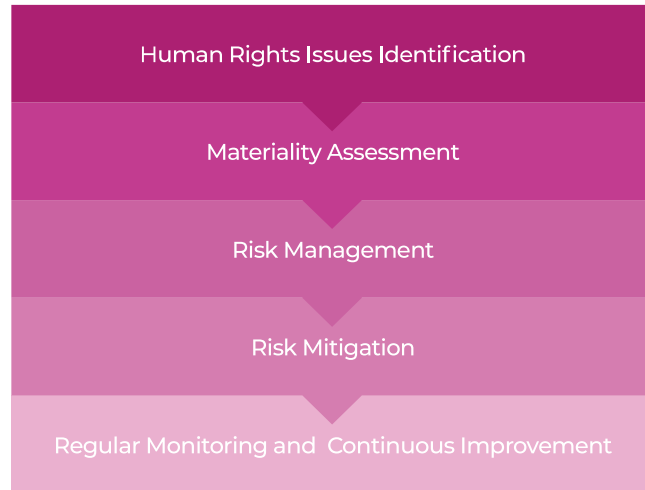 Human Rights Issues Identification
Materiality Assessment
Risk Management
Risk Mitigation
Regular Monitoring and Continuous Improvement